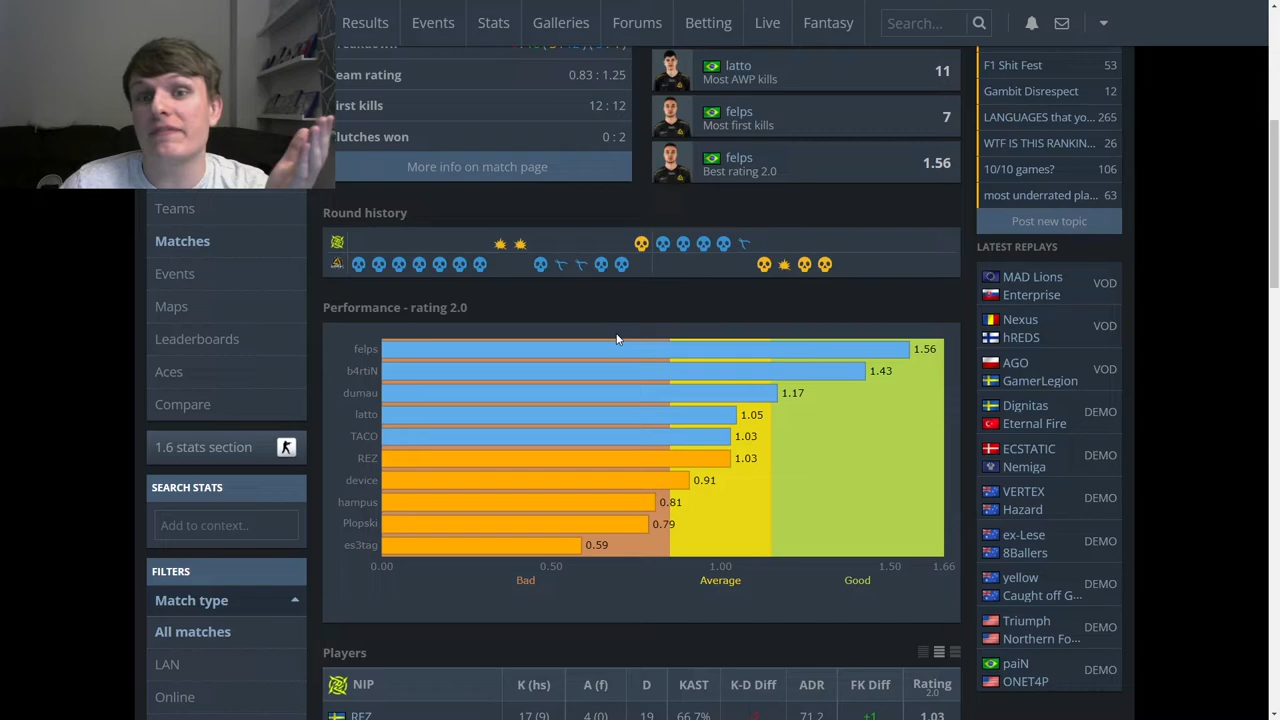 Results Events Stats Galleries Forums Betting Live Fantasy Search...
Team rating 0.83 : 1.25
First kills 12 : 12
Clutches won 0 : 2
More info on match page
latto
Most AWP kills
11
felps
Most first kills
7
felps
Best rating 2.0
1.56
F1 Shit Fest 53
Gambit Disrespect 12
LANGUAGES that yo... 265
WTF IS THIS RANKIN... 26
10/10 games? 106
most underrated pla... 63
Post new topic
Teams
Matches
Events
Maps
Leaderboards
Aces
Compare
1.6 stats section
SEARCH STATS
Add to context..
FILTERS
Match type
All matches
LAN
Online
Round history
Performance - rating 2.0
felps 1.56
b4rtiN 1.43
dumau 1.17
latto 1.05
TACO 1.03
REZ 1.03
device 0.91
hampus 0.81
Plopski 0.79
es3tag 0.59
0.00 0.50 1.00 1.50 1.66
Bad Average Good
Players
NIP K (hs) A (f) D KAST K-D Diff ADR FK Diff Rating 2.0
REZ 17 (9) 4 (0) 19 66.7% 71.2 +1 1.03
LATEST REPLAYS
MAD Lions
Enterprise
VOD
Nexus
hREDS
VOD
AGO
GamerLegion
VOD
Dignitas
Eternal Fire
DEMO
ECSTATIC
Nemiga
DEMO
VERTEX
Hazard
DEMO
ex-Lese
8Ballers
DEMO
yellow
Caught off G...
DEMO
Triumph
Northern Fo...
DEMO
paiN
ONET4P
DEMO